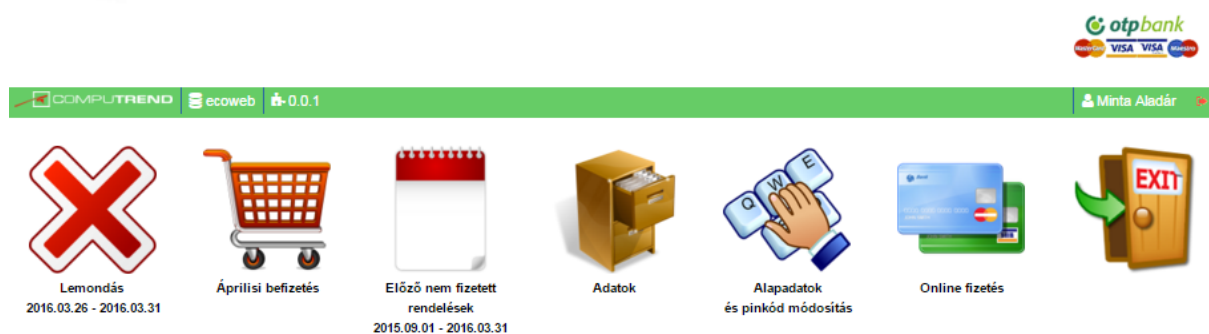 otpbank
MasterCard VISA VISA Maestro
COMPUTREND ecoweb 0.0.1 Minta Aladár
Q W E
EXIT
Lemondás
2016.03.26 - 2016.03.31
Áprilisi befizetés
Előző nem fizetett
rendelések
2015.09.01 - 2016.03.31
Adatok
Alapadatok
és pinkód módosítás
Online fizetés